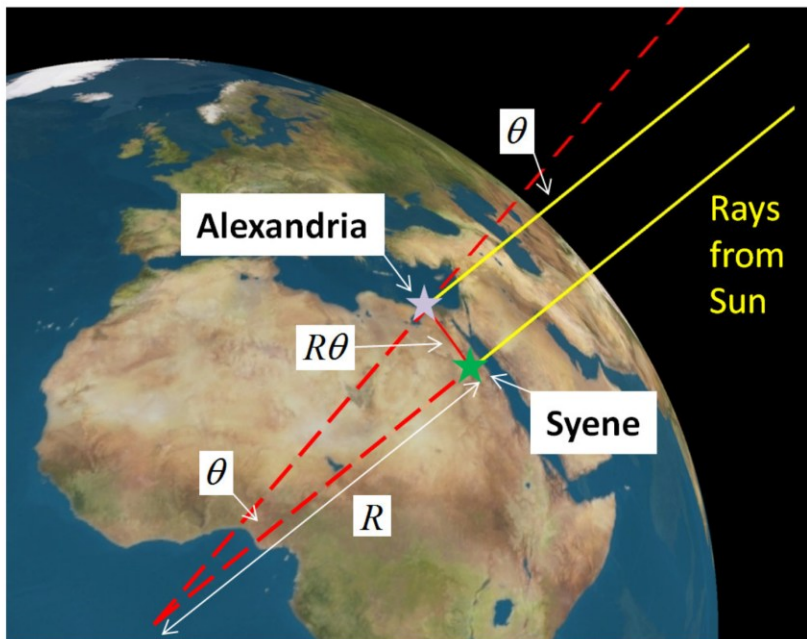 θ
Alexandria
Rays
from
Sun
Rθ
Syene
θ
R